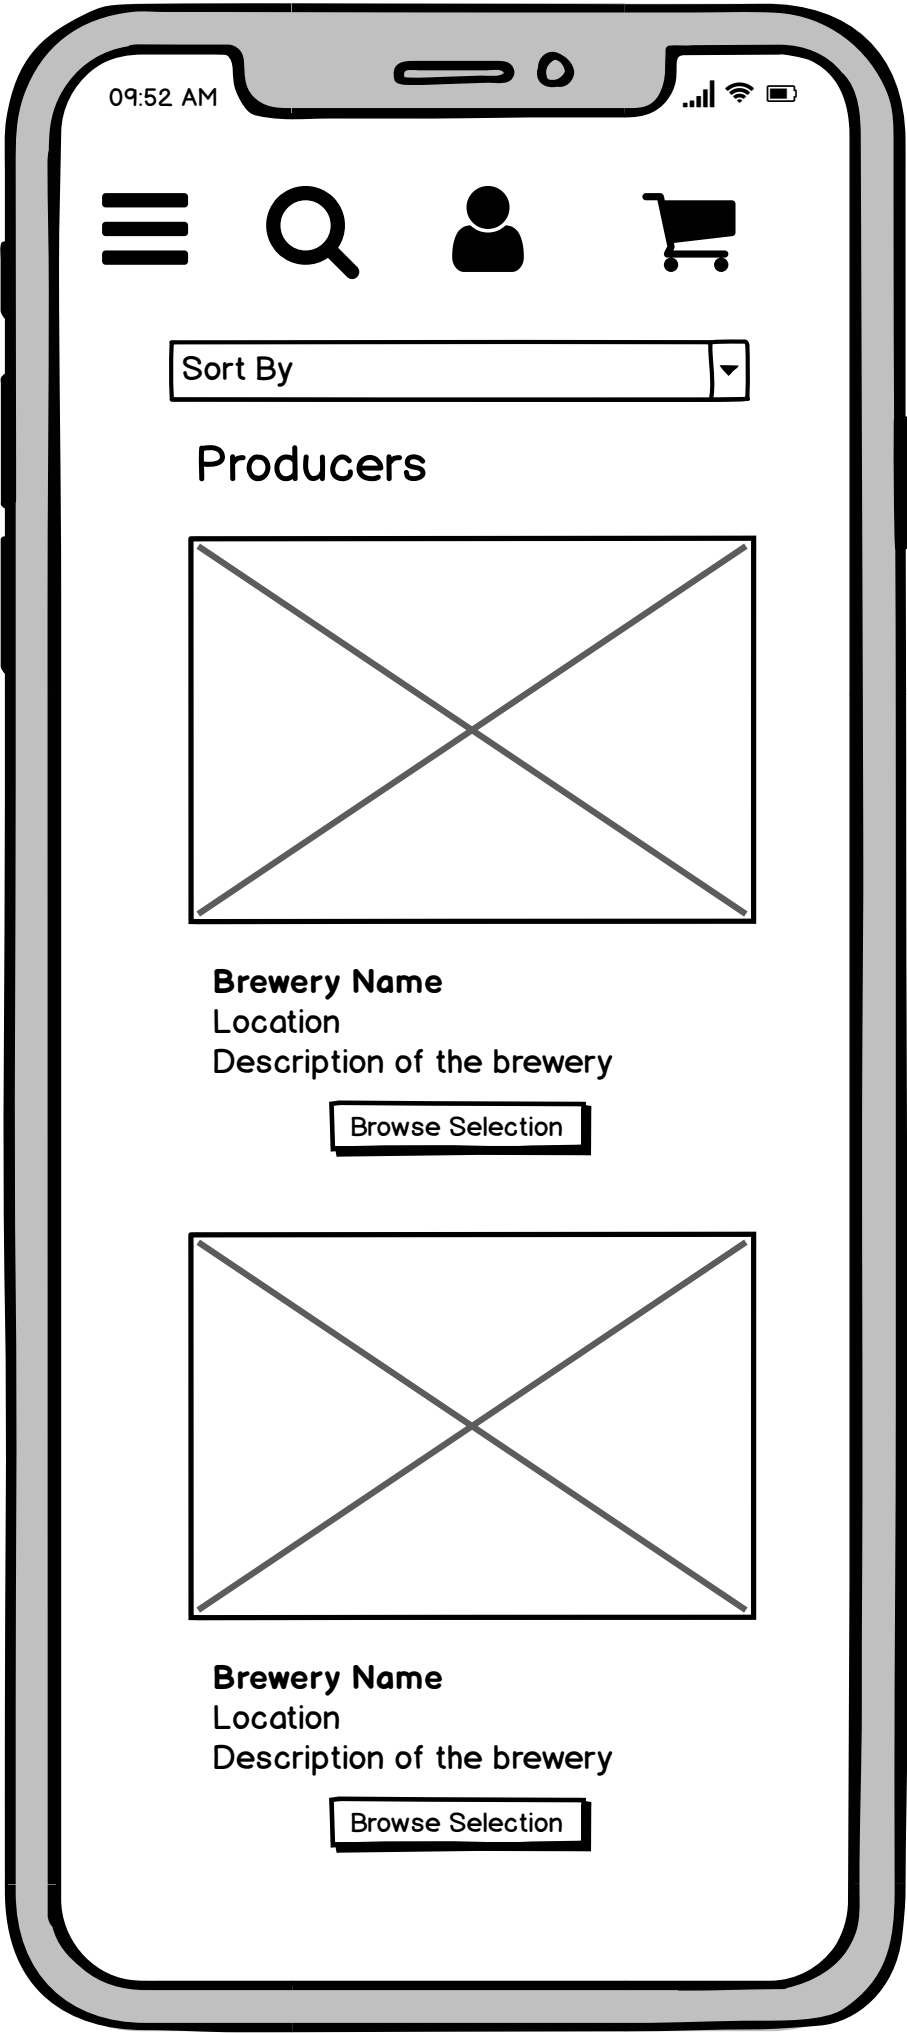 09:52 AM
Sort By
Producers
Brewery Name
Location
Description of the brewery
Browse Selection
Brewery Name
Location
Description of the brewery
Browse Selection